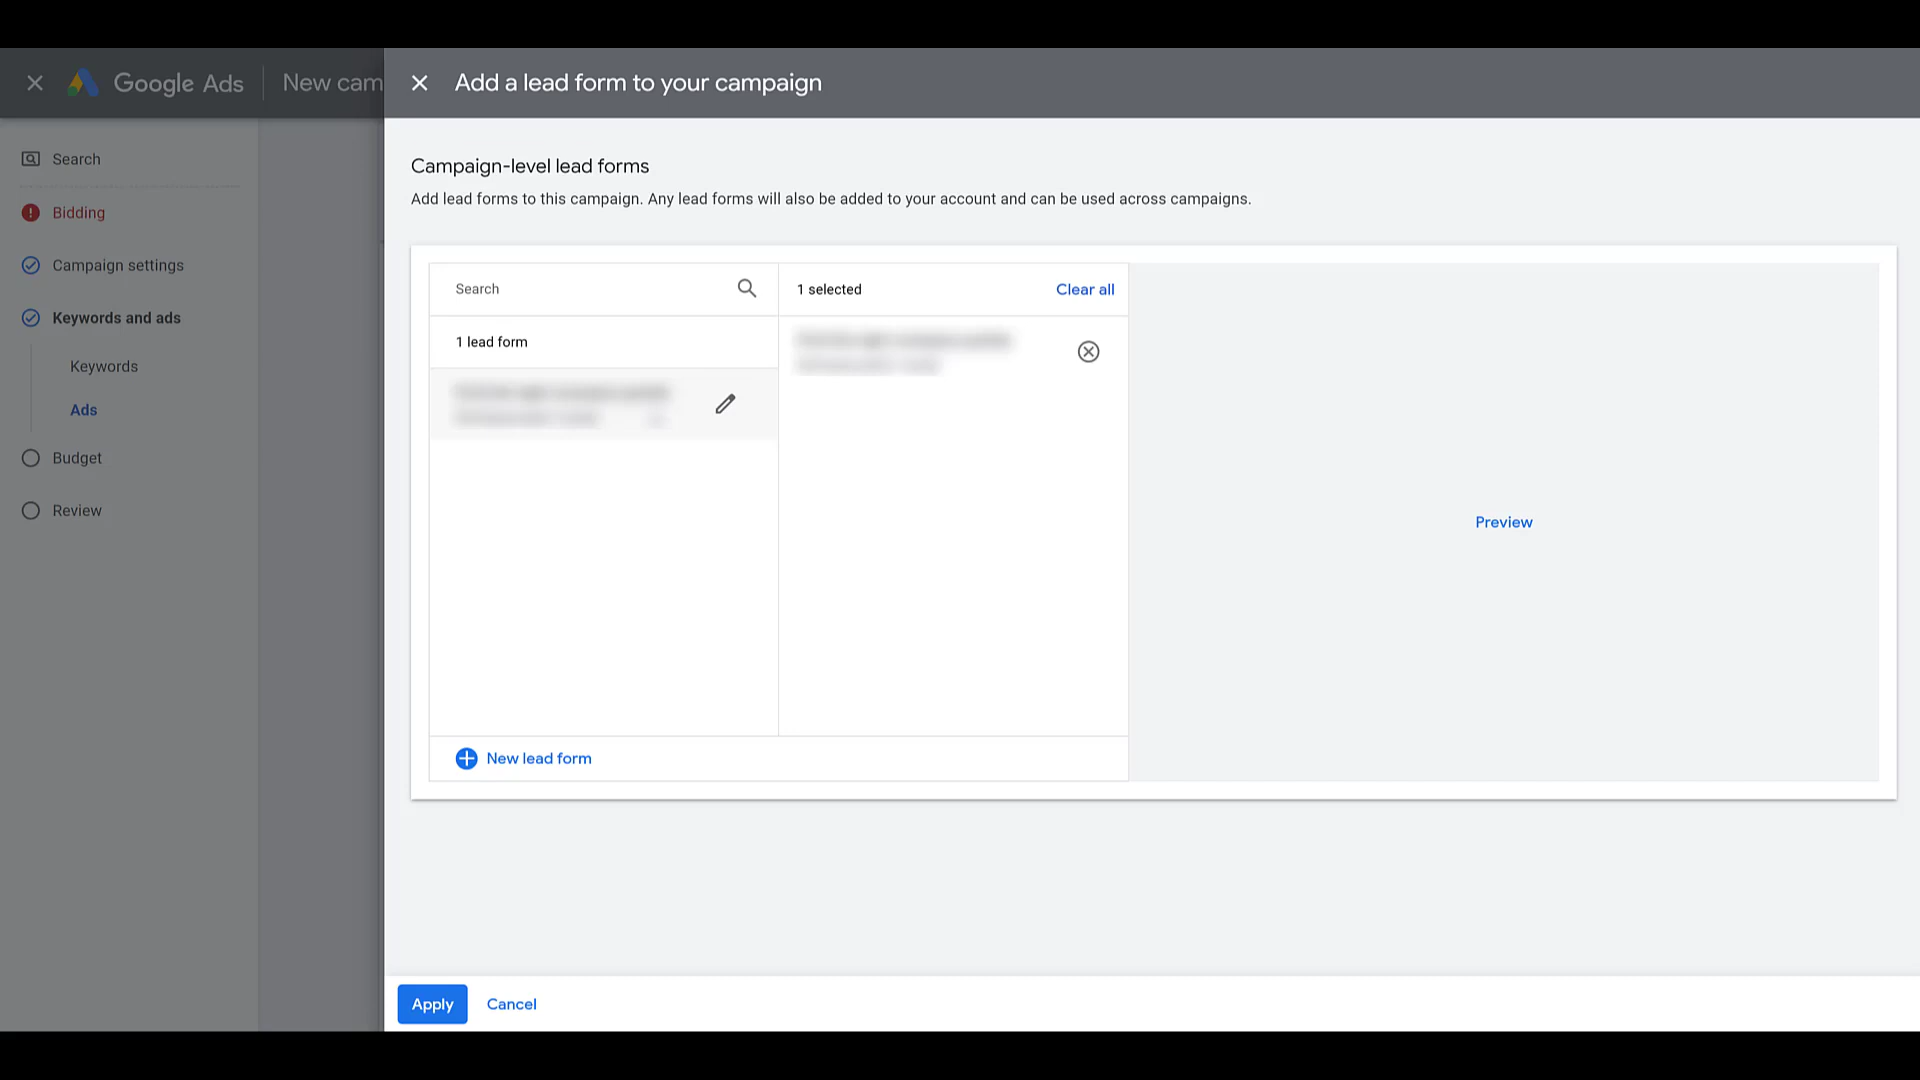 Google Ads
New cam
Add a lead form to your campaign
Search
Bidding
Campaign settings
Keywords and ads
Keywords
Ads
Budget
Review
Campaign-level lead forms
Add lead forms to this campaign. Any lead forms will also be added to your account and can be used across campaigns.
Search
1 lead form
1 selected
Clear all
New lead form
Preview
Apply
Cancel